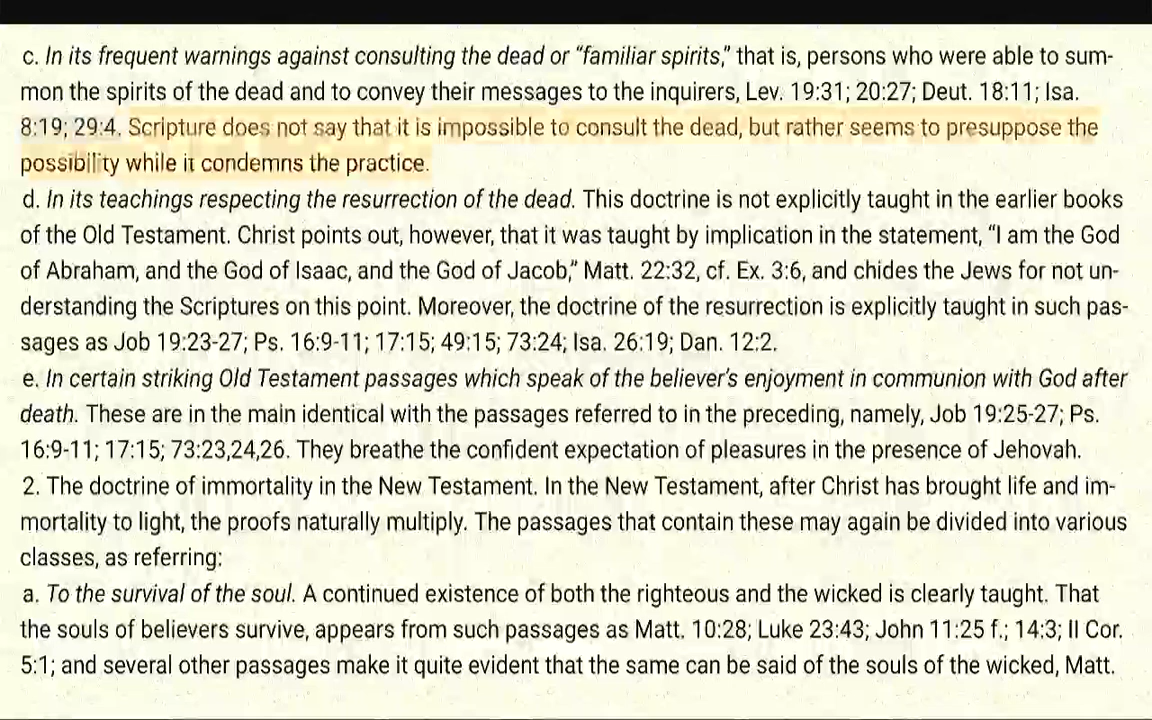 c. In its frequent warnings against consulting the dead or “familiar spirits,” that is, persons who were able to sum-
mon the spirits of the dead and to convey their messages to the inquirers, Lev. 19:31; 20:27; Deut. 18:11; Isa.
8:19; 29:4. Scripture does not say that it is impossible to consult the dead, but rather seems to presuppose the
possibility while it condemns the practice.
d. In its teachings respecting the resurrection of the dead. This doctrine is not explicitly taught in the earlier books
of the Old Testament. Christ points out, however, that it was taught by implication in the statement, “I am the God
of Abraham, and the God of Isaac, and the God of Jacob,” Matt. 22:32, cf. Ex. 3:6, and chides the Jews for not un-
derstanding the Scriptures on this point. Moreover, the doctrine of the resurrection is explicitly taught in such pas-
sages as Job 19:23-27; Ps. 16:9-11; 17:15; 49:15; 73:24; Isa. 26:19; Dan. 12:2.
e. In certain striking Old Testament passages which speak of the believer’s enjoyment in communion with God after
death. These are in the main identical with the passages referred to in the preceding, namely, Job 19:25-27; Ps.
16:9-11; 17:15; 73:23,24,26. They breathe the confident expectation of pleasures in the presence of Jehovah.
2. The doctrine of immortality in the New Testament. In the New Testament, after Christ has brought life and im-
mortality to light, the proofs naturally multiply. The passages that contain these may again be divided into various
classes, as referring:
a. To the survival of the soul. A continued existence of both the righteous and the wicked is clearly taught. That
the souls of believers survive, appears from such passages as Matt. 10:28; Luke 23:43; John 11:25 f.; 14:3; II Cor.
5:1; and several other passages make it quite evident that the same can be said of the souls of the wicked, Matt.